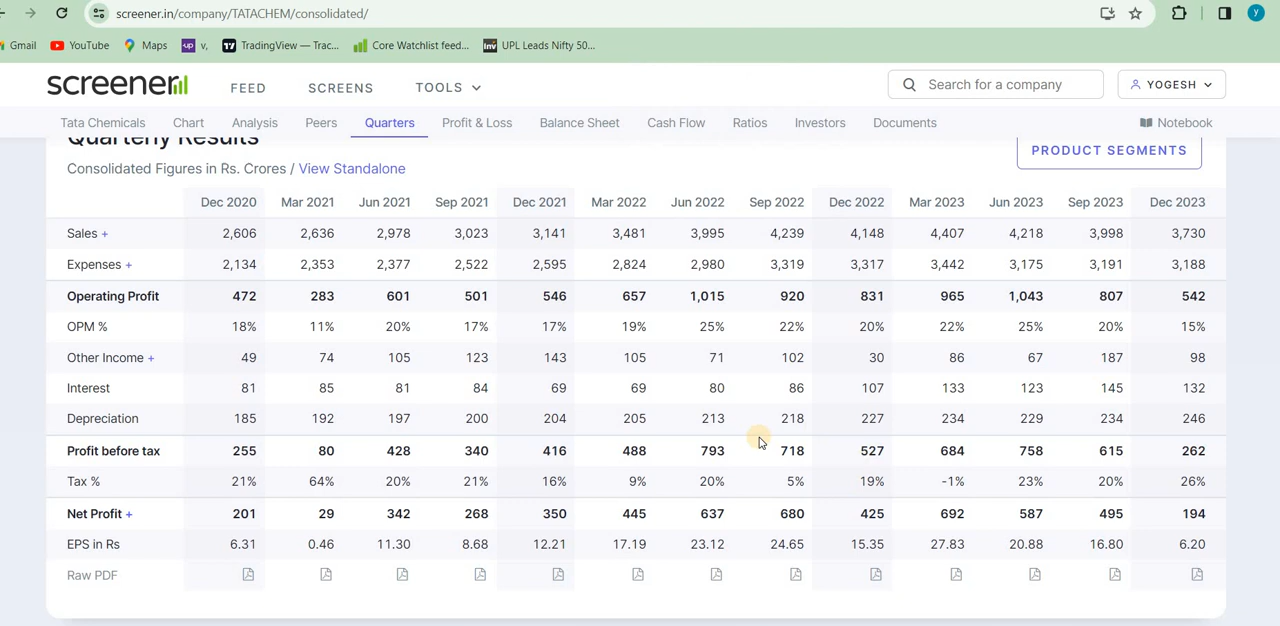 screener.in/company/TATACHEM/consolidated/
y
Gmail YouTube Maps up v, TradingView — Trac... Core Watchlist feed... Inv UPL Leads Nifty 50...
screener FEED SCREENS TOOLS Search for a company YOGESH
Tata Chemicals Chart Analysis Peers Quarters Profit & Loss Balance Sheet Cash Flow Ratios Investors Documents Notebook
Quarterly Results
PRODUCT SEGMENTS
Consolidated Figures in Rs. Crores / View Standalone
Dec 2020 Mar 2021 Jun 2021 Sep 2021 Dec 2021 Mar 2022 Jun 2022 Sep 2022 Dec 2022 Mar 2023 Jun 2023 Sep 2023 Dec 2023
Sales + 2,606 2,636 2,978 3,023 3,141 3,481 3,995 4,239 4,148 4,407 4,218 3,998 3,730
Expenses + 2,134 2,353 2,377 2,522 2,595 2,824 2,980 3,319 3,317 3,442 3,175 3,191 3,188
Operating Profit 472 283 601 501 546 657 1,015 920 831 965 1,043 807 542
OPM % 18% 11% 20% 17% 17% 19% 25% 22% 20% 22% 25% 20% 15%
Other Income + 49 74 105 123 143 105 71 102 30 86 67 187 98
Interest 81 85 81 84 69 69 80 86 107 133 123 145 132
Depreciation 185 192 197 200 204 205 213 218 227 234 229 234 246
Profit before tax 255 80 428 340 416 488 793 718 527 684 758 615 262
Tax % 21% 64% 20% 21% 16% 9% 20% 5% 19% -1% 23% 20% 26%
Net Profit + 201 29 342 268 350 445 637 680 425 692 587 495 194
EPS in Rs 6.31 0.46 11.30 8.68 12.21 17.19 23.12 24.65 15.35 27.83 20.88 16.80 6.20
Raw PDF